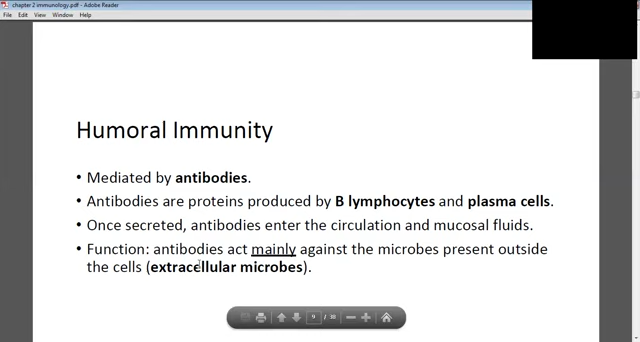 chapter 2 immunology.pdf - Adobe Reader
File Edit View Window Help
Humoral Immunity
• Mediated by antibodies.
• Antibodies are proteins produced by B lymphocytes and plasma cells.
• Once secreted, antibodies enter the circulation and mucosal fluids.
• Function: antibodies act mainly against the microbes present outside
the cells (extracellular microbes).
9 / 38